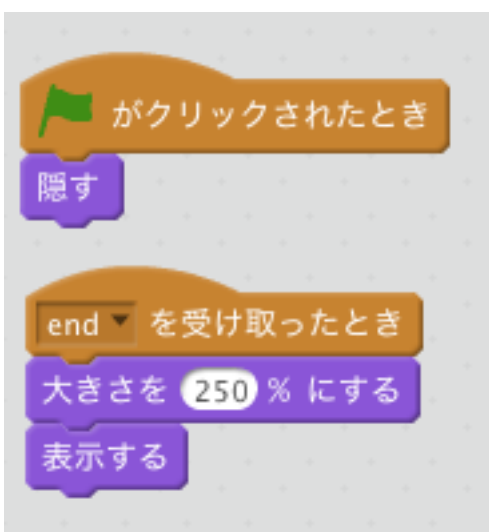 がクリックされたとき
隠す
end を受け取ったとき
大きさを 250 % にする
表示する